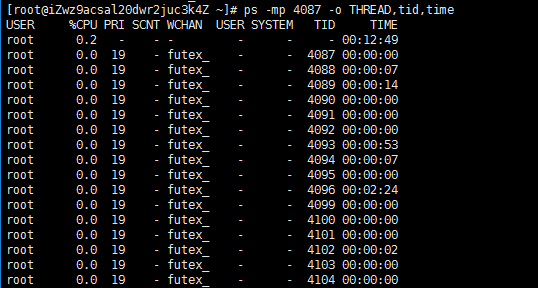 [root@iZwz9acsal20dwr2juc3k4Z ~]# ps -mp 4087 -o THREAD,tid,time
USER %CPU PRI SCNT WCHAN USER SYSTEM TID TIME
root 0.2 - - - - - - 00:12:49
root 0.0 19 - futex_ - - 4087 00:00:00
root 0.0 19 - futex_ - - 4088 00:00:07
root 0.0 19 - futex_ - - 4089 00:00:14
root 0.0 19 - futex_ - - 4090 00:00:00
root 0.0 19 - futex_ - - 4091 00:00:00
root 0.0 19 - futex_ - - 4092 00:00:00
root 0.0 19 - futex_ - - 4093 00:00:53
root 0.0 19 - futex_ - - 4094 00:00:07
root 0.0 19 - futex_ - - 4095 00:00:00
root 0.0 19 - futex_ - - 4096 00:02:24
root 0.0 19 - futex_ - - 4099 00:00:00
root 0.0 19 - futex_ - - 4100 00:00:00
root 0.0 19 - futex_ - - 4101 00:00:00
root 0.0 19 - futex_ - - 4102 00:00:02
root 0.0 19 - futex_ - - 4103 00:00:00
root 0.0 19 - futex_ - - 4104 00:00:00